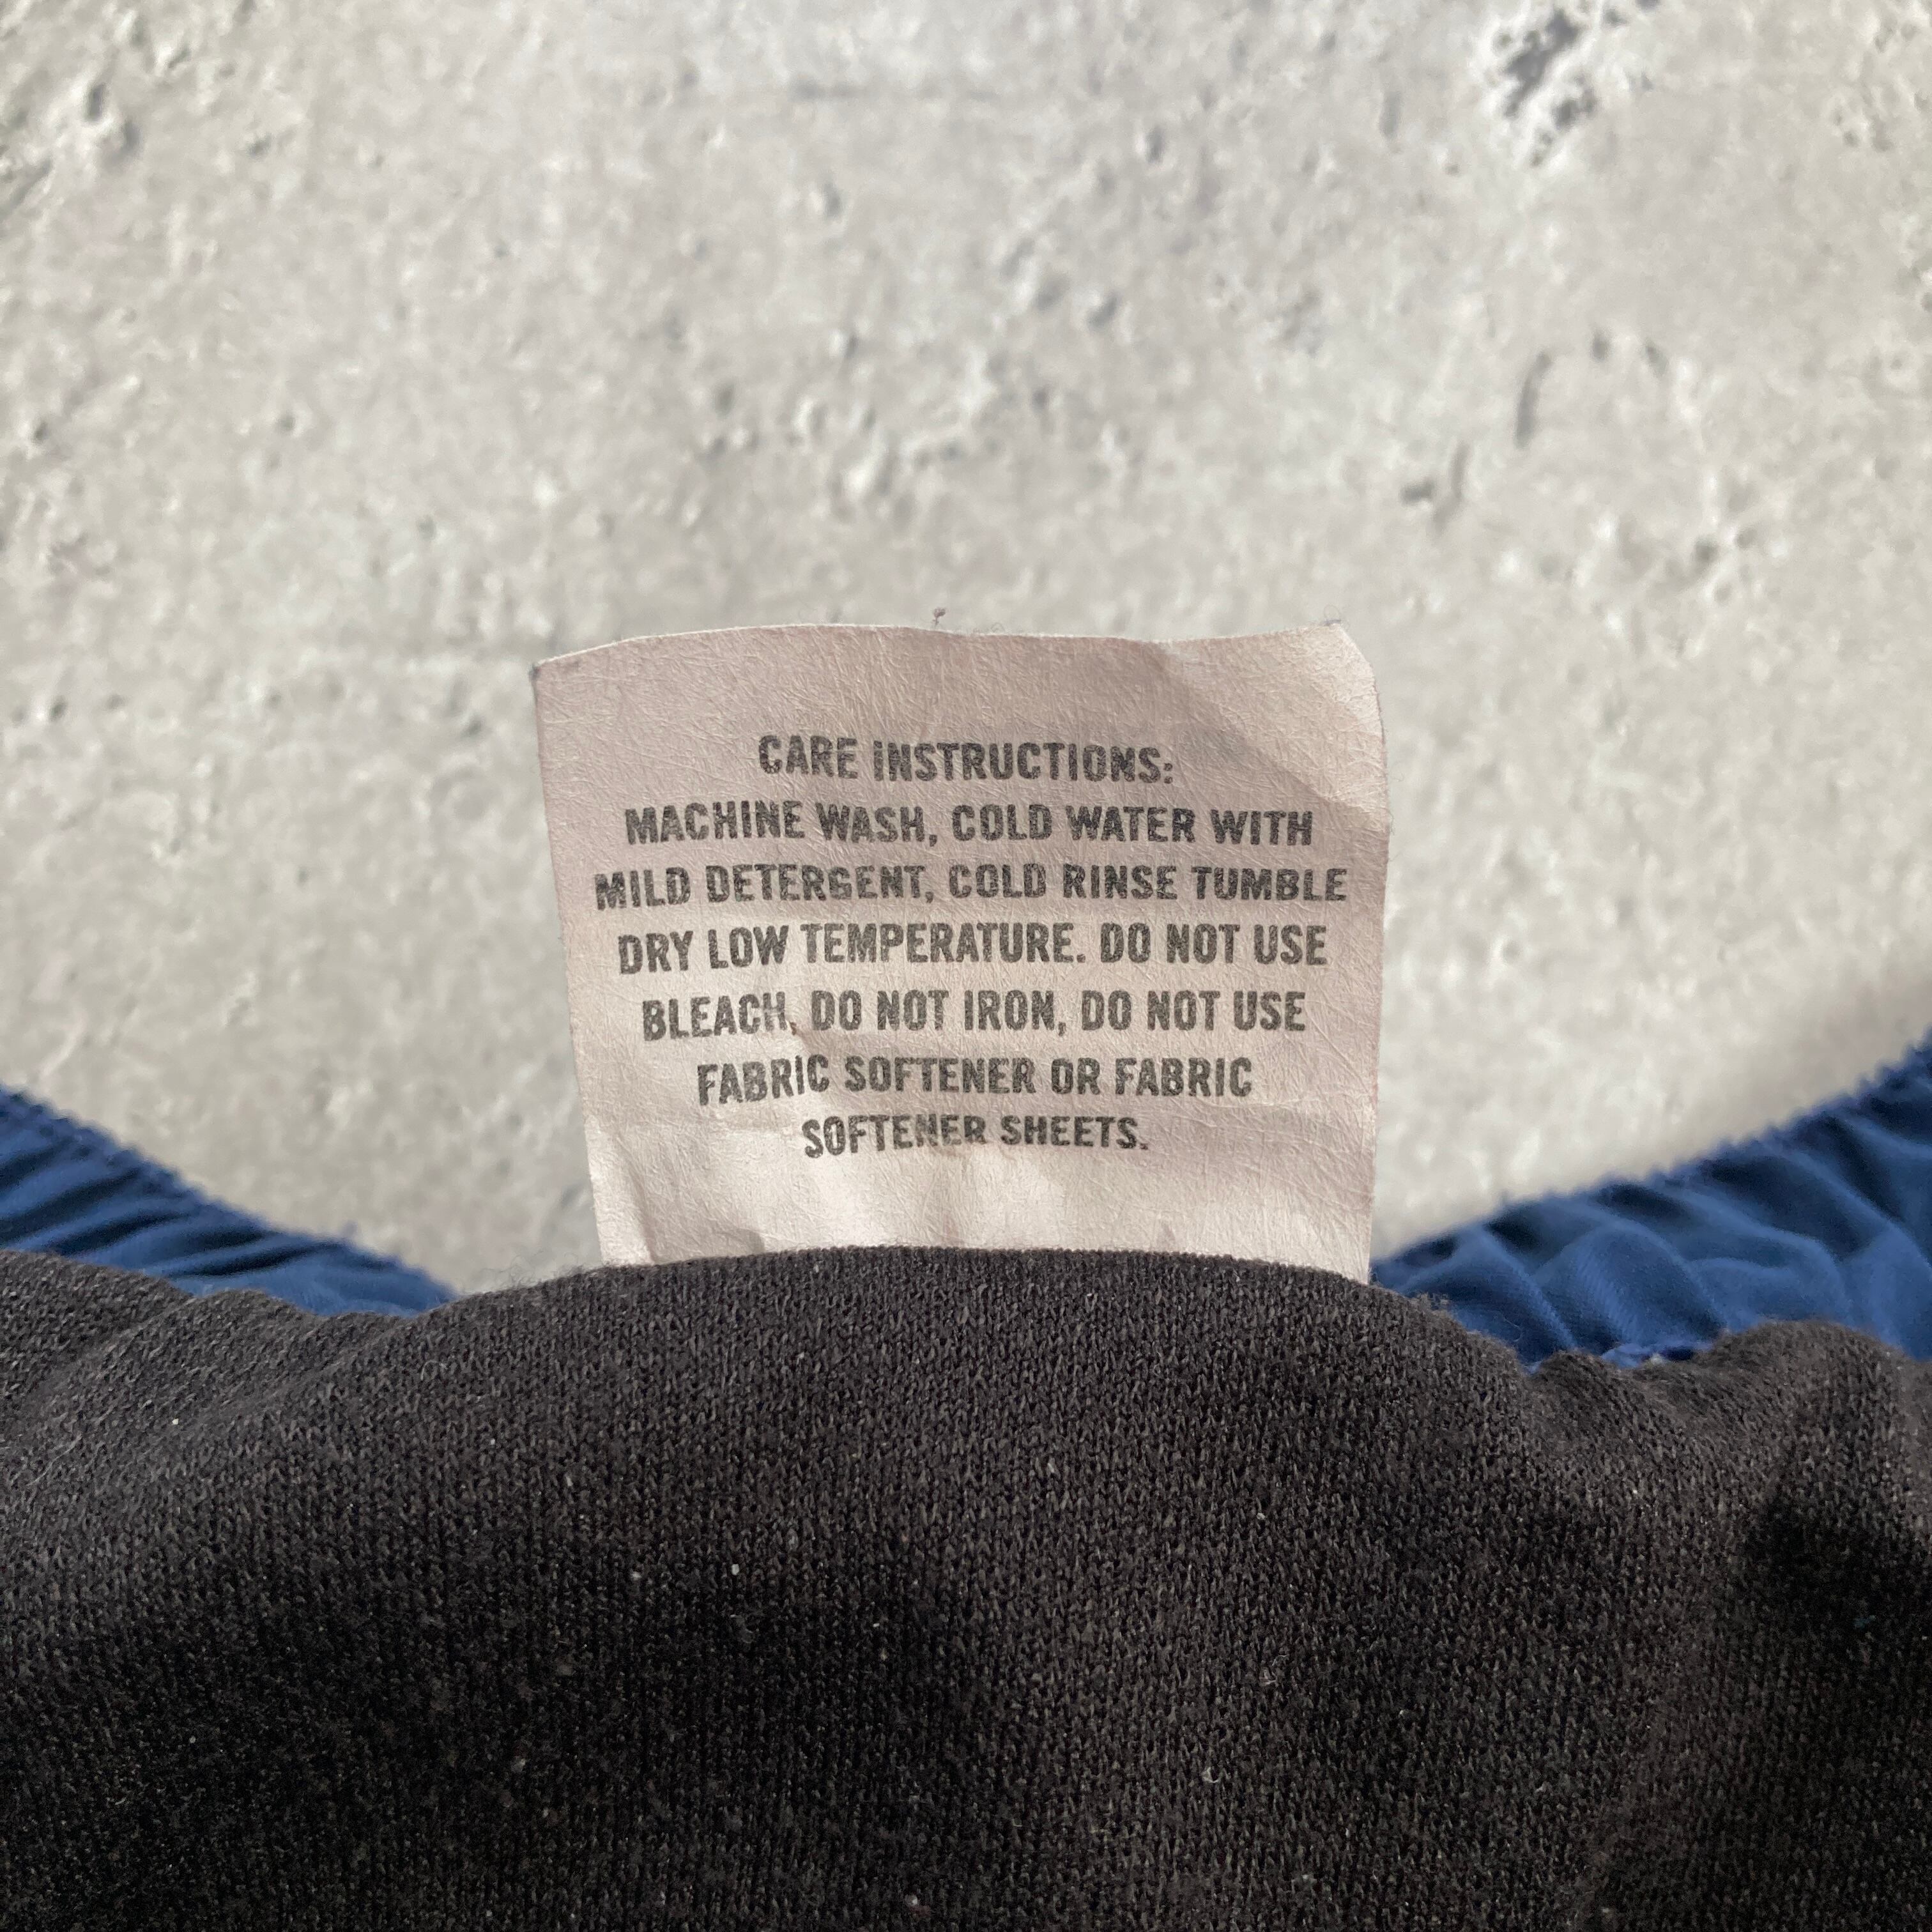 CARE INSTRUCTIONS:
MACHINE WASH, COLD WATER WITH
MILD DETERGENT, COLD RINSE TUMBLE
DRY LOW TEMPERATURE. DO NOT USE
BLEACH, DO NOT IRON, DO NOT USE
FABRIC SOFTENER OR FABRIC
SOFTENER SHEETS.